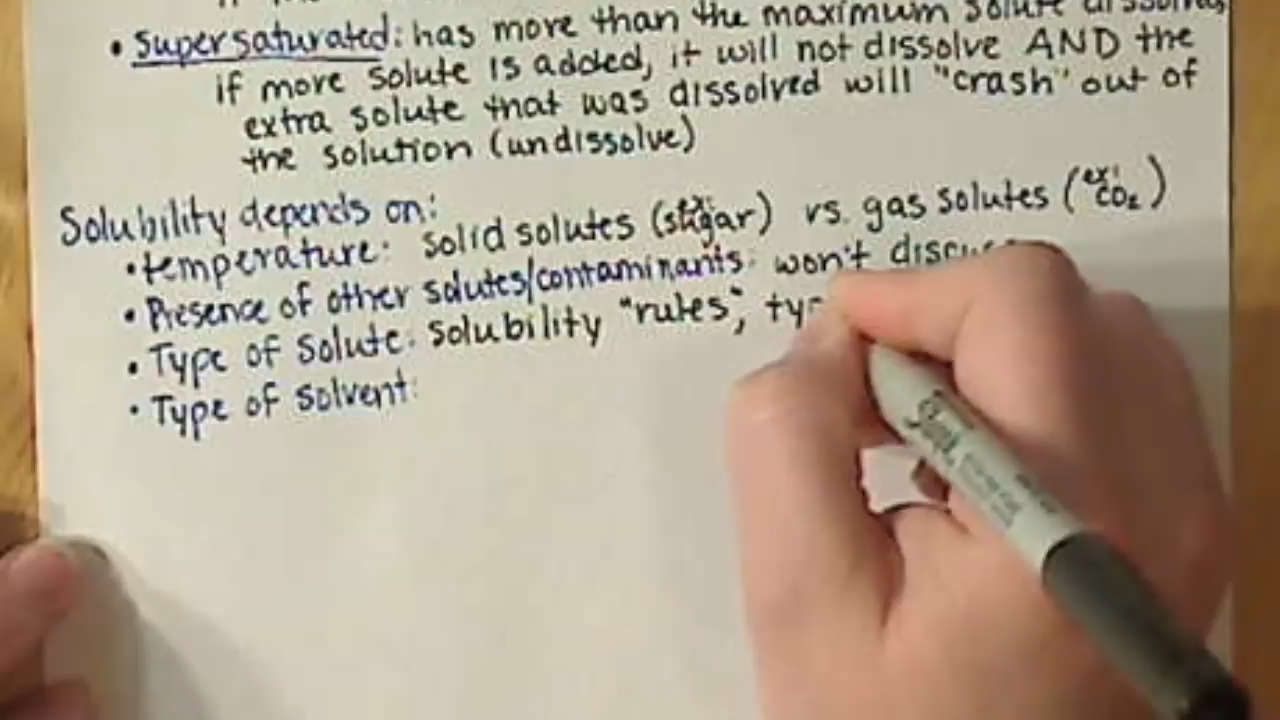 • Supersaturated: has more than the maximum solute
if more solute is added, it will not dissolve AND the
extra solute that was dissolved will "crash" out of
the solution (undissolve)
Solubility depends on:
• temperature: solid solutes (ex: sugar) vs. gas solutes (ex: CO₂)
• Presence of other solutes/contaminants: won't
• Type of Solute: solubility "rules",
• Type of solvent:
Sharpie